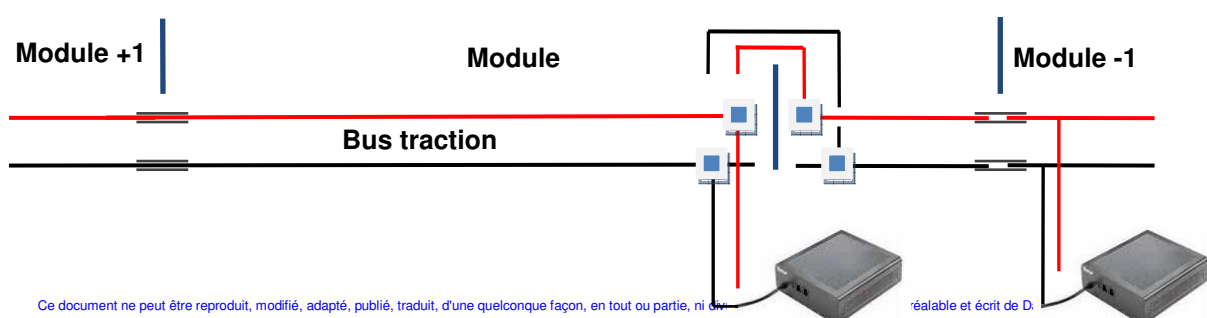 Module +1
Module
Module -1
Bus traction
Ce document ne peut être reproduit, modifié, adapté, publié, traduit, d'une quelconque façon, en tout ou partie, ni réalable et écrit de